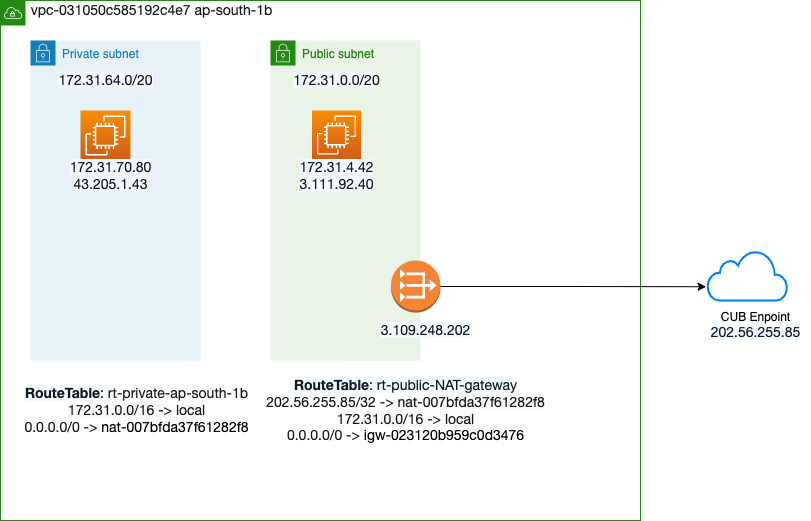 vpc-031050c585192c4e7 ap-south-1b
Private subnet
172.31.64.0/20
172.31.70.80
43.205.1.43
Public subnet
172.31.0.0/20
172.31.4.42
3.111.92.40
3.109.248.202
CUB Enpoint
202.56.255.85
RouteTable: rt-private-ap-south-1b
172.31.0.0/16 -> local
0.0.0.0/0 -> nat-007bfda37f61282f8
RouteTable: rt-public-NAT-gateway
202.56.255.85/32 -> nat-007bfda37f61282f8
172.31.0.0/16 -> local
0.0.0.0/0 -> igw-023120b959c0d3476